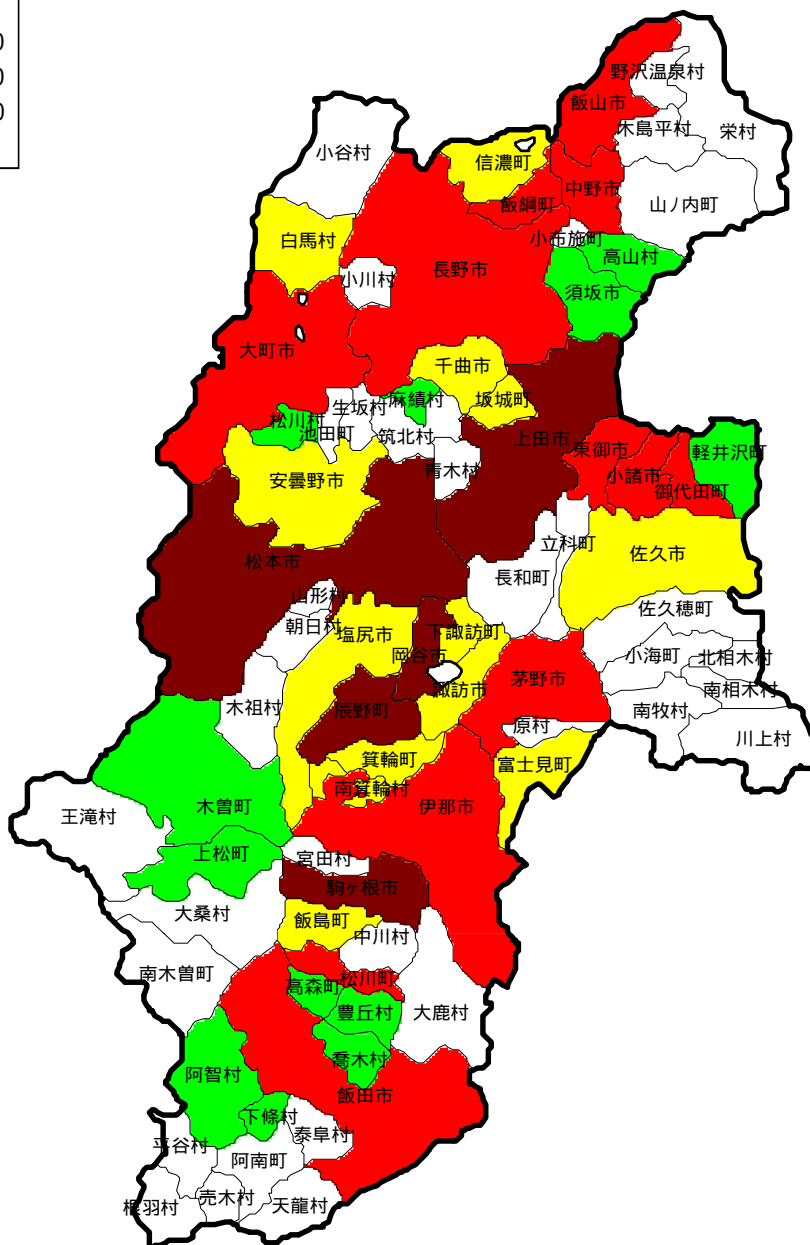 0
0
0
野沢温泉村
飯山市
木島平村
栄村
小谷村
信濃町
中野市
飯綱町
山ノ内町
小布施町
白馬村
高山村
長野市
小川村
須坂市
大町市
千曲市
坂城町
麻績村
生坂村
松川村
池田町
筑北村
上田市
青木村
東御市
軽井沢町
小諸市
御代田町
安曇野市
立科町
佐久市
松本市
長和町
山形村
佐久穂町
朝日村
塩尻市
下諏訪町
岡谷市
小海町
北相木村
諏訪市
茅野市
南相木村
木祖村
辰野町
南牧村
原村
川上村
箕輪町
富士見町
南箕輪村
木曽町
伊那市
王滝村
上松町
宮田村
駒ヶ根市
大桑村
飯島町
中川村
南木曽町
松川町
高森町
豊丘村
大鹿村
喬木村
阿智村
飯田市
下條村
泰阜村
平谷村
阿南町
売木村
天龍村
根羽村